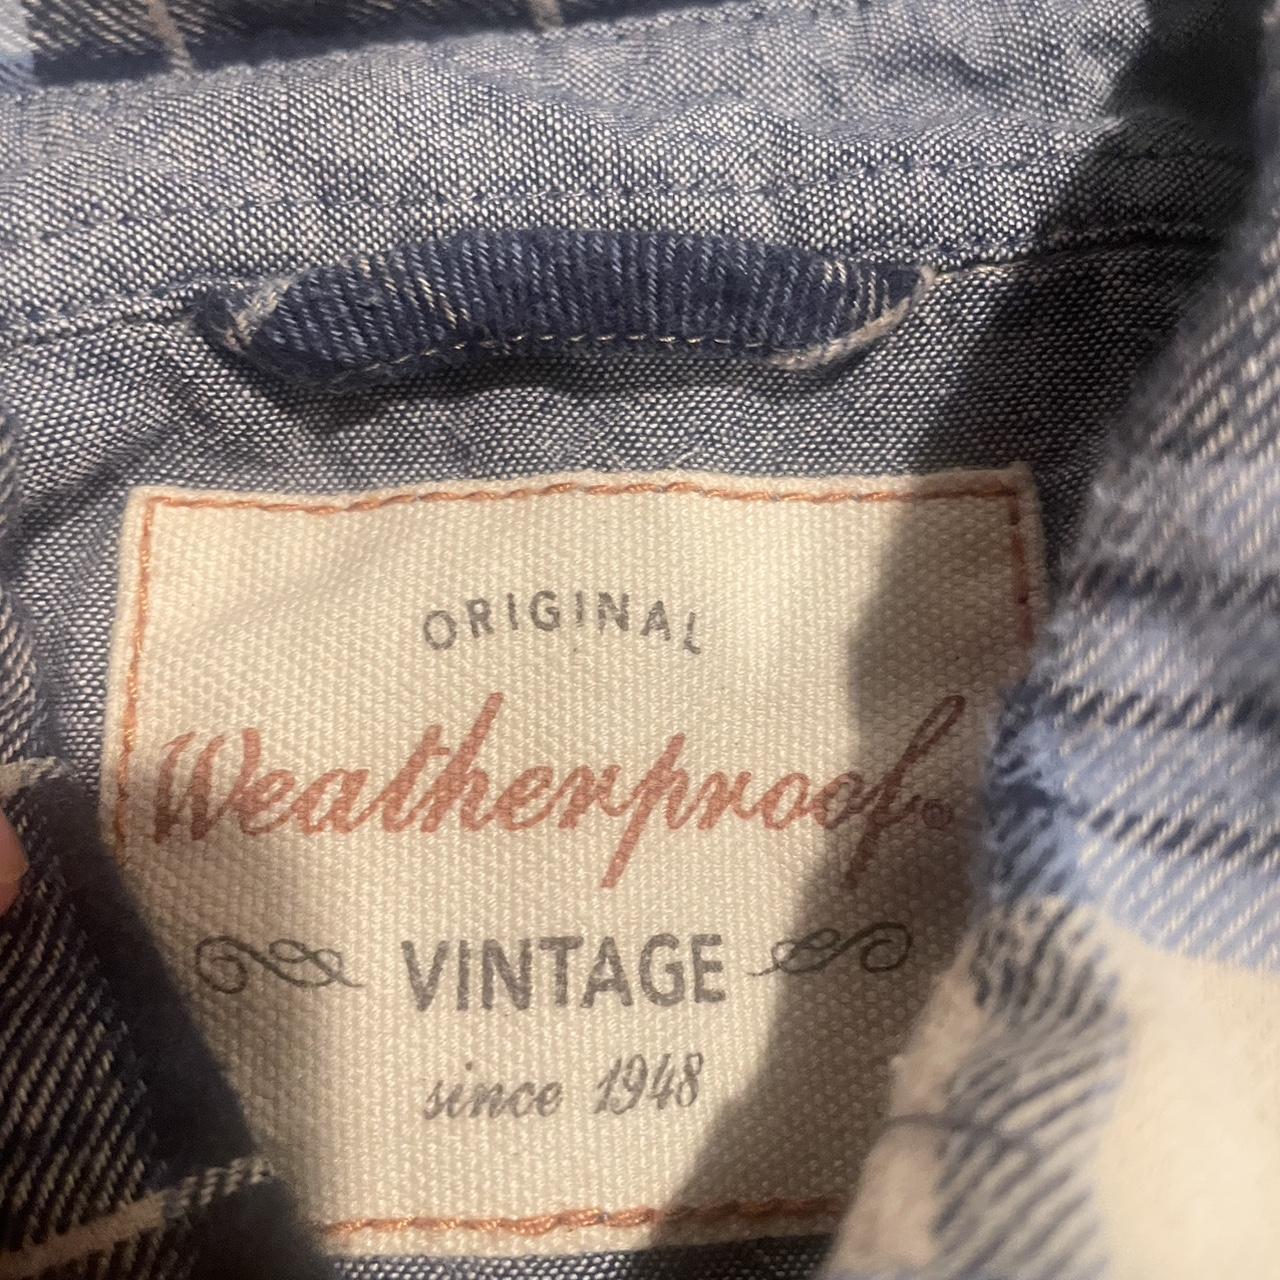 ORIGINAL
Weatherproof®
VINTAGE
since 1948